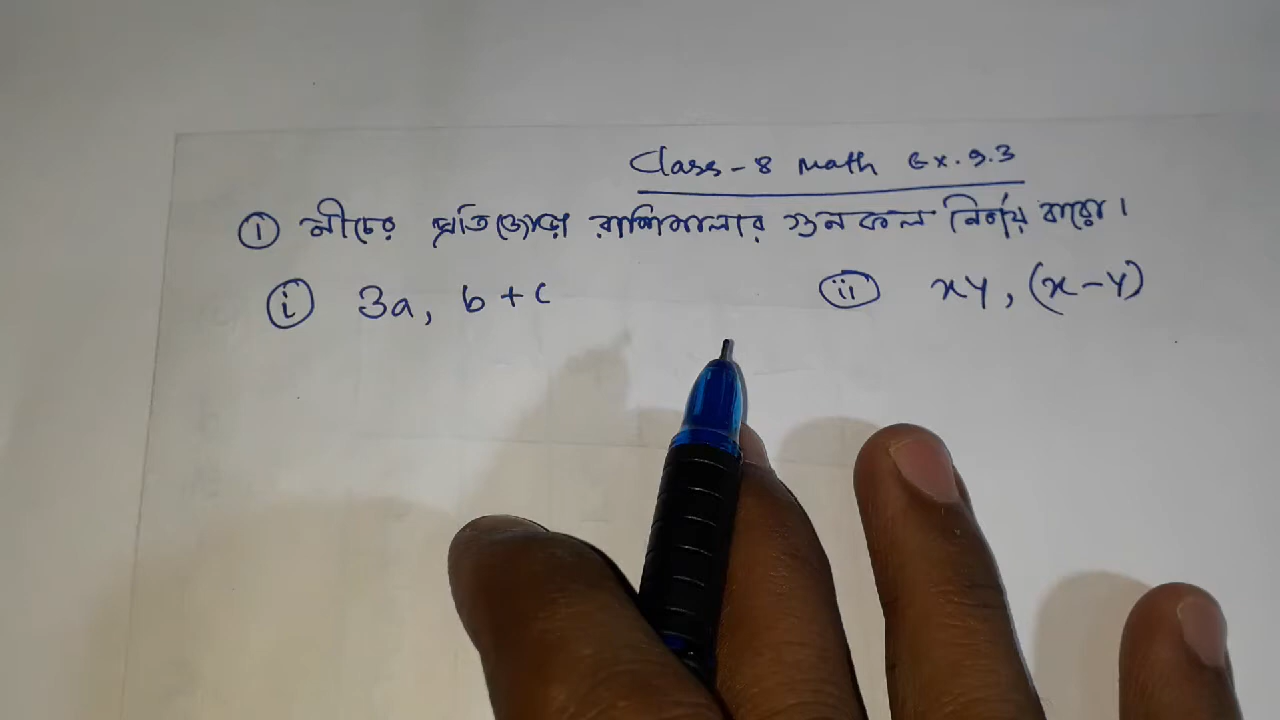 Class - 8 Math Ex. 9.3
① নীচের প্রতিজোড়া রাশিমালার গুনফল নির্ণয় করো।
ⓘ 3a, b + c ⓘⓘ xy, (x - y)